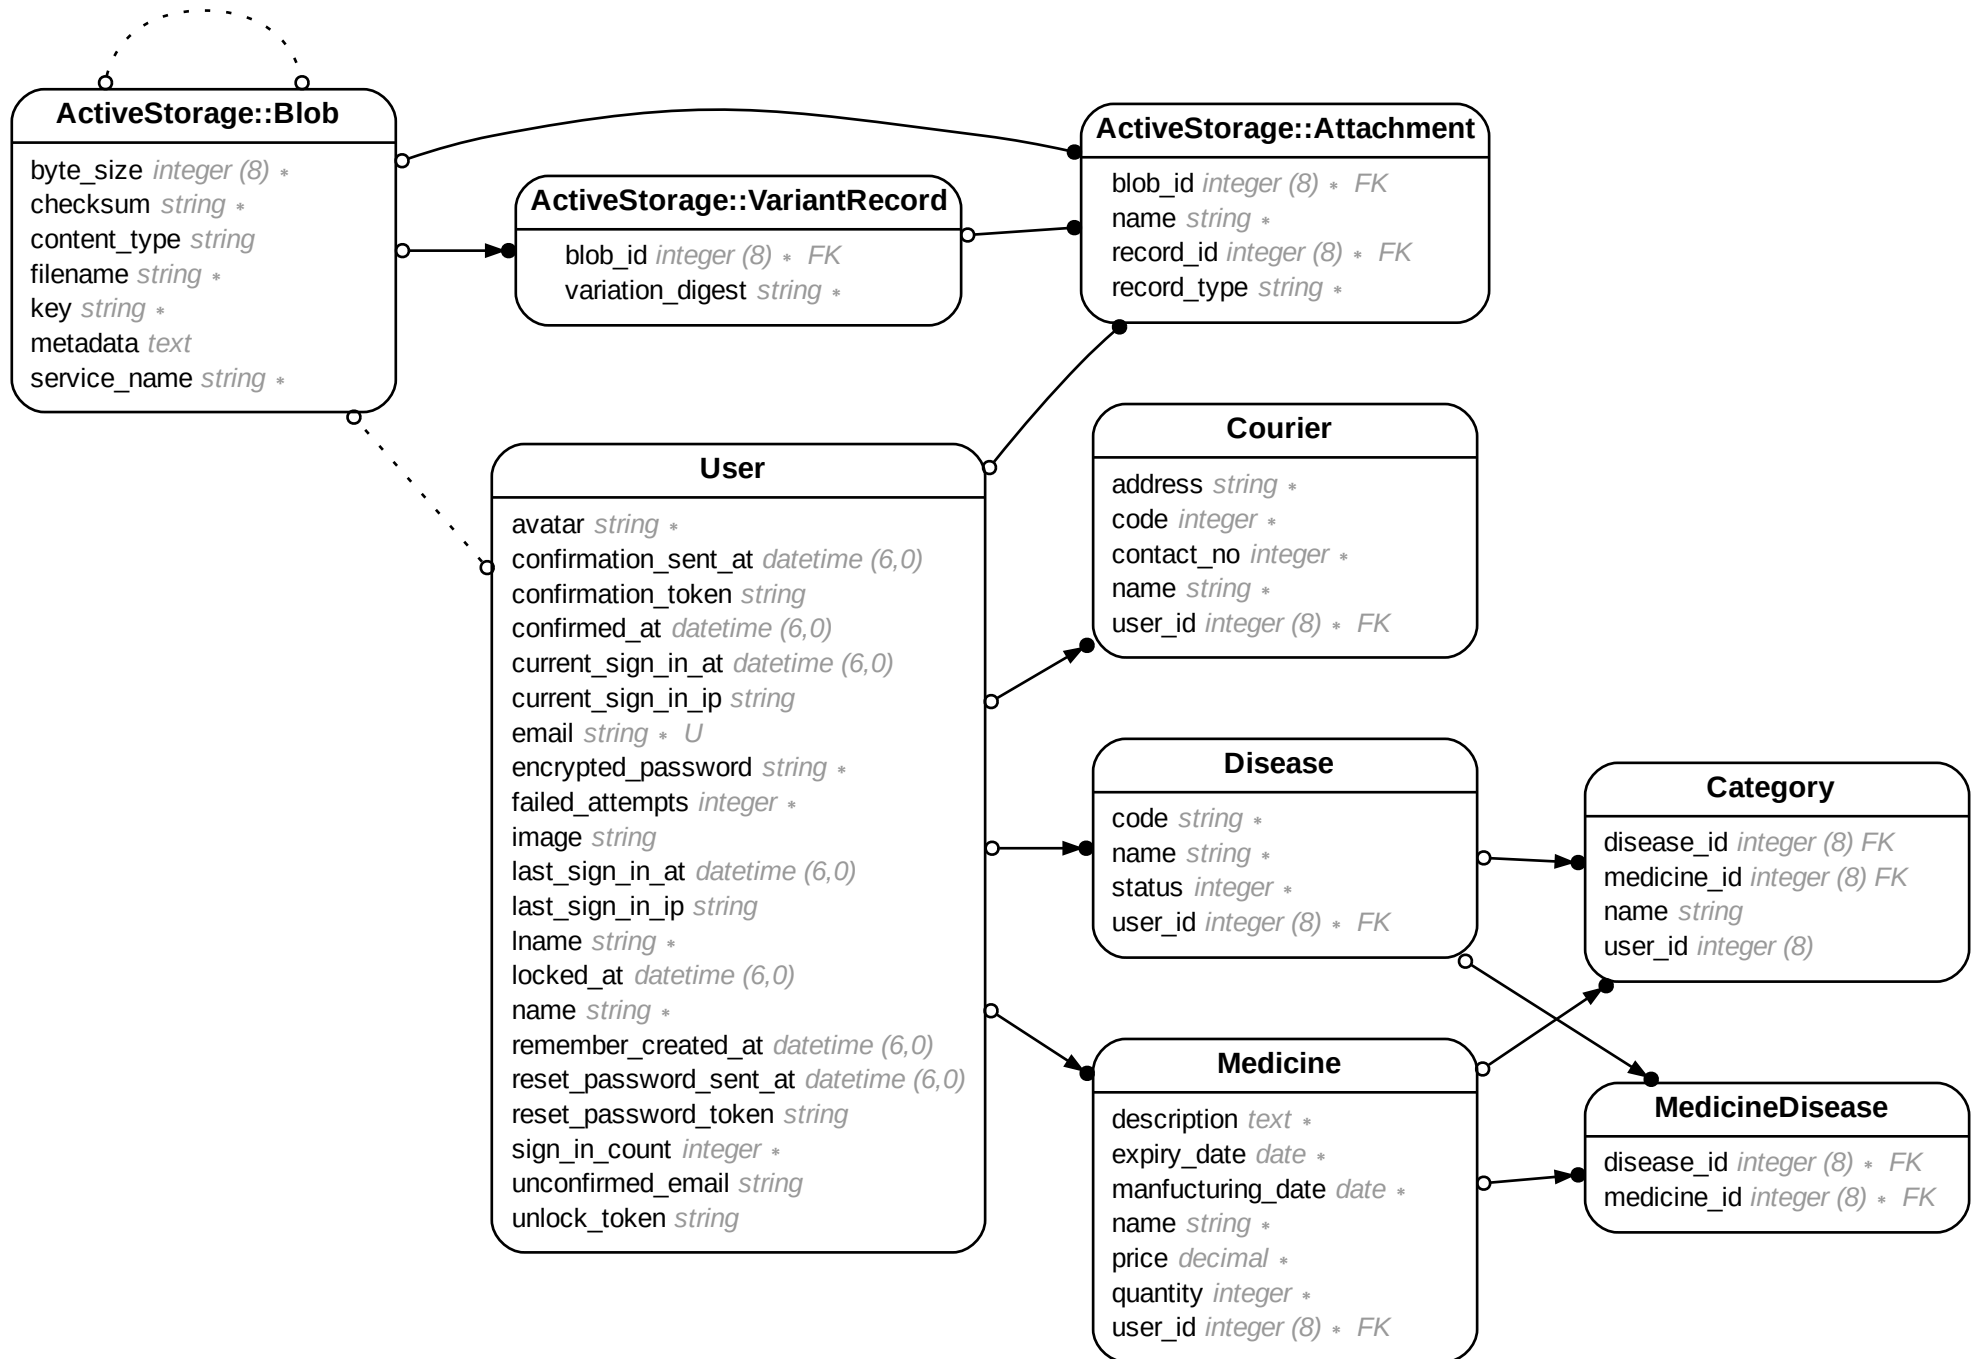 ActiveStorage::Blob
byte_size integer (8) *
checksum string *
content_type string
filename string *
key string *
metadata text
service_name string *
ActiveStorage::VariantRecord
blob_id integer (8) * FK
variation_digest string *
ActiveStorage::Attachment
blob_id integer (8) * FK
name string *
record_id integer (8) * FK
record_type string *
User
avatar string *
confirmation_sent_at datetime (6,0)
confirmation_token string
confirmed_at datetime (6,0)
current_sign_in_at datetime (6,0)
current_sign_in_ip string
email string * U
encrypted_password string *
failed_attempts integer *
image string
last_sign_in_at datetime (6,0)
last_sign_in_ip string
lname string *
locked_at datetime (6,0)
name string *
remember_created_at datetime (6,0)
reset_password_sent_at datetime (6,0)
reset_password_token string
sign_in_count integer *
unconfirmed_email string
unlock_token string
Courier
address string *
code integer *
contact_no integer *
name string *
user_id integer (8) * FK
Disease
code string *
name string *
status integer *
user_id integer (8) * FK
Medicine
description text *
expiry_date date *
manfucturing_date date *
name string *
price decimal *
quantity integer *
user_id integer (8) * FK
Category
disease_id integer (8) FK
medicine_id integer (8) FK
name string
user_id integer (8)
MedicineDisease
disease_id integer (8) * FK
medicine_id integer (8) * FK